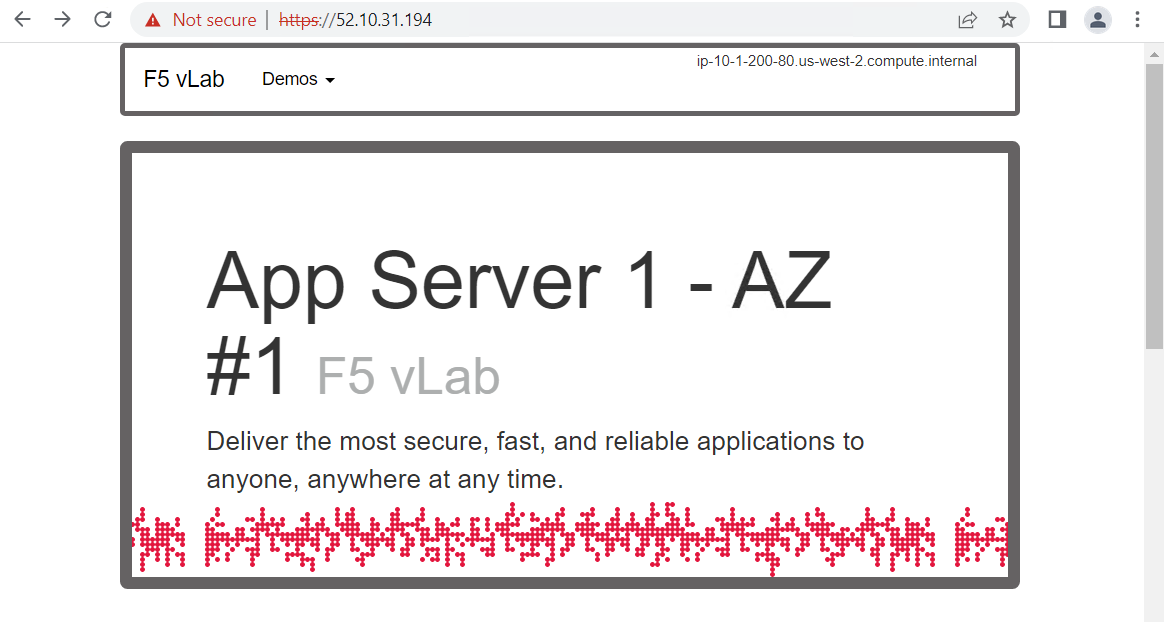 Not secure | https://52.10.31.194
F5 vLab Demos ip-10-1-200-80.us-west-2.compute.internal
App Server 1 - AZ
#1 F5 vLab
Deliver the most secure, fast, and reliable applications to
anyone, anywhere at any time.